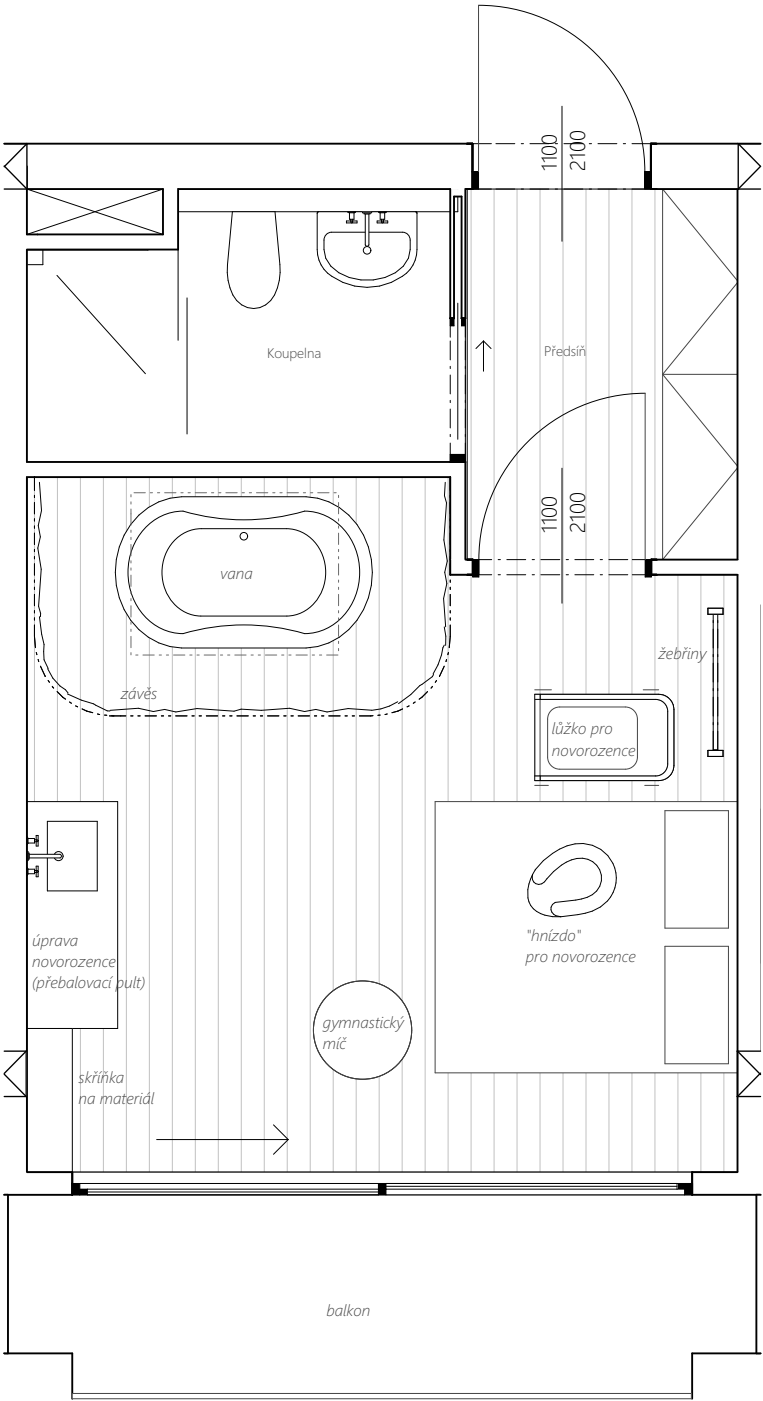 1100
2100
Koupelna
Předsíň
1100
2100
vana
žebřiny
závěs
lůžko pro
novorozence
úprava
novorozence
(přebalovací pult)
"hnízdo"
pro novorozence
gymnastický
míč
skříňka
na materiál
balkon